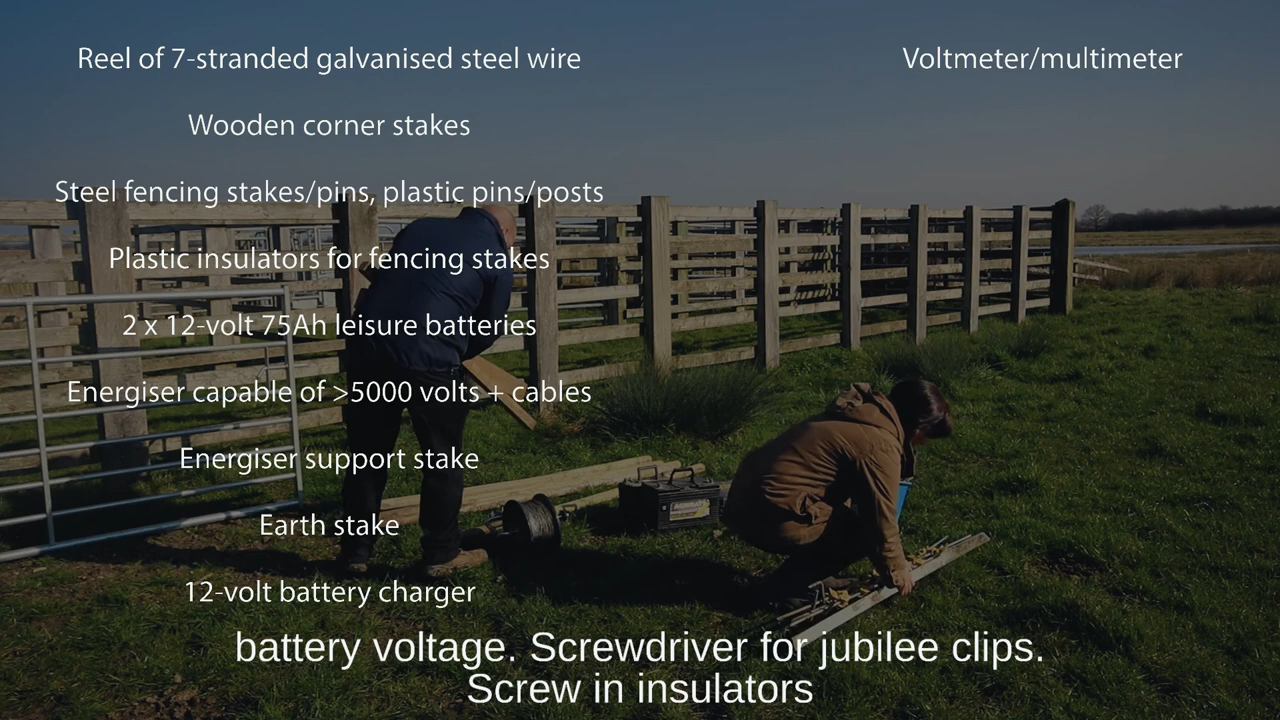 Reel of 7-stranded galvanised steel wire
Wooden corner stakes
Steel fencing stakes/pins, plastic pins/posts
Plastic insulators for fencing stakes
2 x 12-volt 75Ah leisure batteries
Energiser capable of >5000 volts + cables
Energiser support stake
Earth stake
12-volt battery charger
Voltmeter/multimeter
battery voltage. Screwdriver for jubilee clips.
Screw in insulators